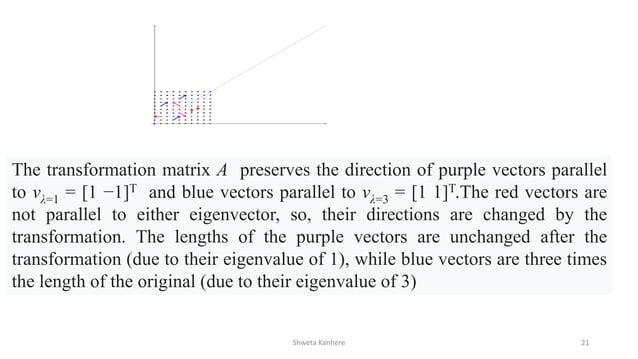 The transformation matrix A preserves the direction of purple vectors parallel
to vλ=1 = [1 −1]T and blue vectors parallel to vλ=3 = [1 1]T.The red vectors are
not parallel to either eigenvector, so, their directions are changed by the
transformation. The lengths of the purple vectors are unchanged after the
transformation (due to their eigenvalue of 1), while blue vectors are three times
the length of the original (due to their eigenvalue of 3)
Shweta Kanhere
21